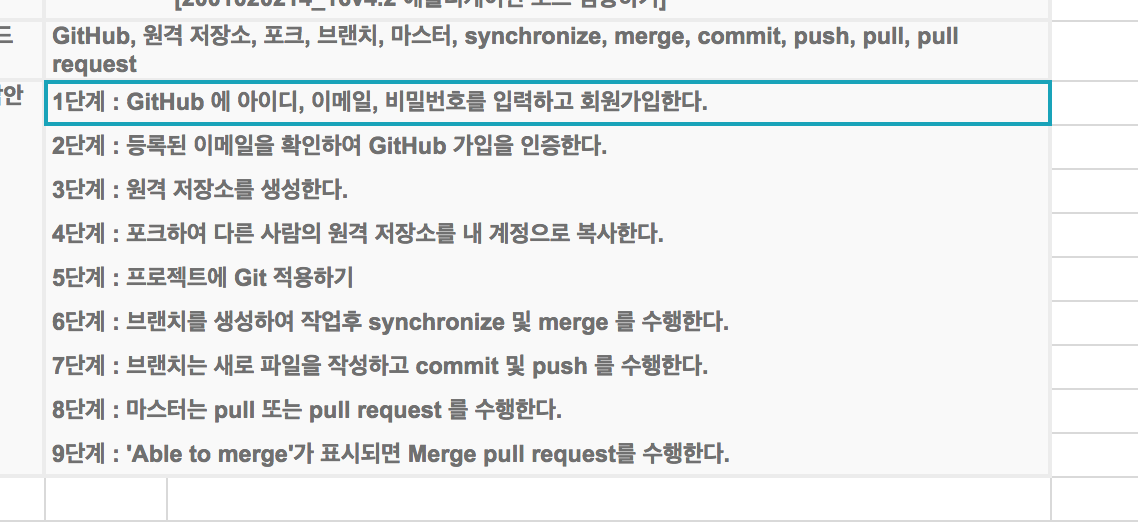 드
GitHub, 원격 저장소, 포크, 브랜치, 마스터, synchronize, merge, commit, push, pull, pull
request
안
1단계 : GitHub 에 아이디, 이메일, 비밀번호를 입력하고 회원가입한다.
2단계 : 등록된 이메일을 확인하여 GitHub 가입을 인증한다.
3단계 : 원격 저장소를 생성한다.
4단계 : 포크하여 다른 사람의 원격 저장소를 내 계정으로 복사한다.
5단계 : 프로젝트에 Git 적용하기
6단계 : 브랜치를 생성하여 작업후 synchronize 및 merge 를 수행한다.
7단계 : 브랜치는 새로 파일을 작성하고 commit 및 push 를 수행한다.
8단계 : 마스터는 pull 또는 pull request 를 수행한다.
9단계 : 'Able to merge'가 표시되면 Merge pull request를 수행한다.